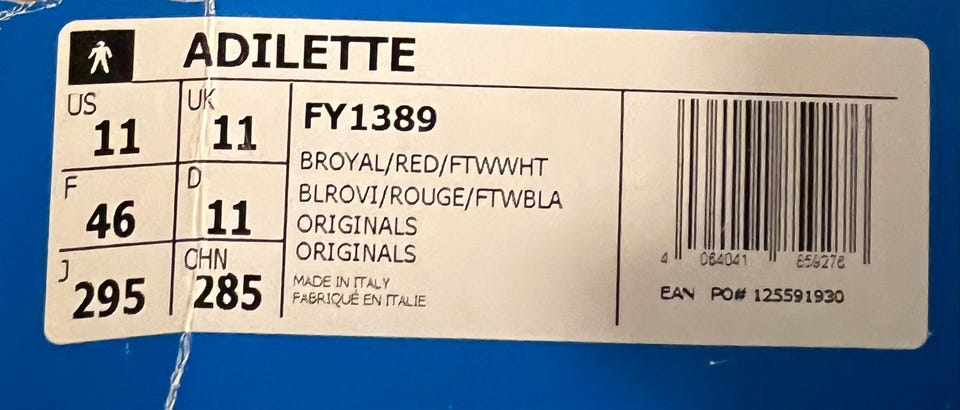 ADILETTE
US 11 UK 11
F 46 D 11
J 295 CHN 285
FY1389
BROYAL/RED/FTWWHT
BLROVI/ROUGE/FTWBLA
ORIGINALS
ORIGINALS
MADE IN ITALY
FABRIQUÉ EN ITALIE
4 064041 659278
EAN PO# 125591930